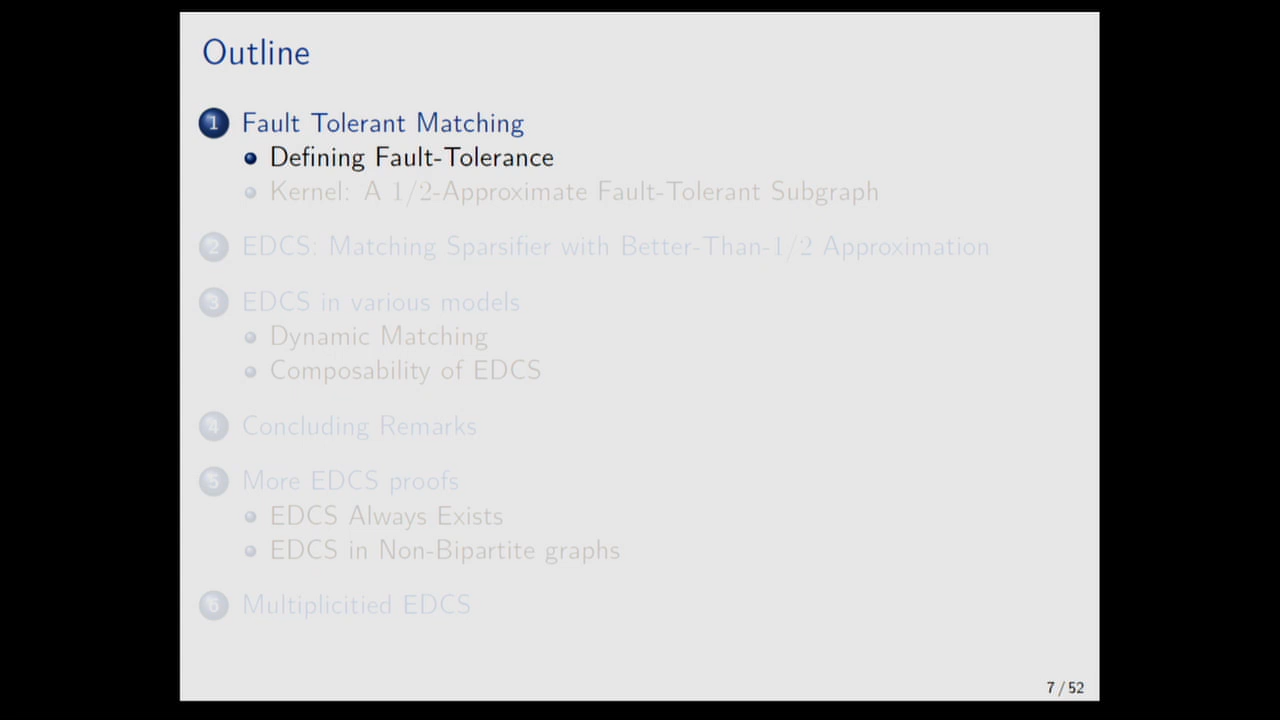 Outline
1 Fault Tolerant Matching
Defining Fault-Tolerance
Kernel: A 1/2-Approximate Fault-Tolerant Subgraph
2 EDCS: Matching Sparsifier with Better-Than-1/2 Approximation
3 EDCS in various models
Dynamic Matching
Composability of EDCS
4 Concluding Remarks
5 More EDCS proofs
EDCS Always Exists
EDCS in Non-Bipartite graphs
6 Multiplicitied EDCS
7 / 52